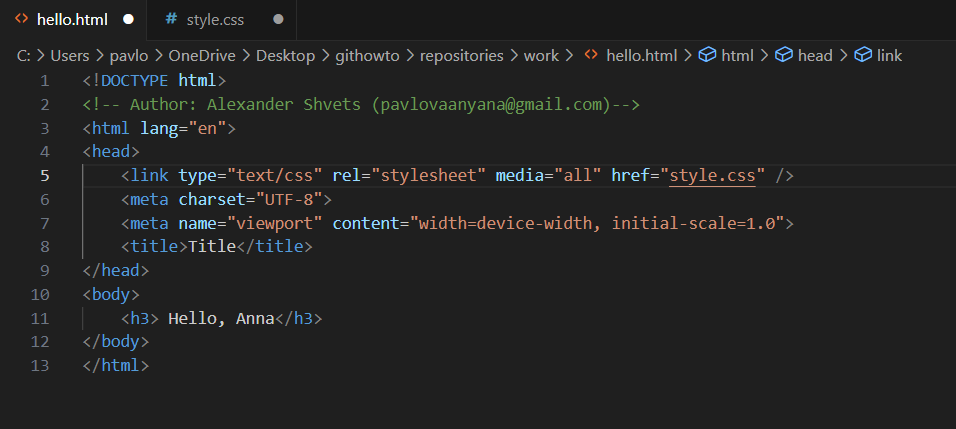 hello.html # style.css
C: > Users > pavlo > OneDrive > Desktop > githowto > repositories > work > <> hello.html > html > head > link
1 <!DOCTYPE html>
2 <!-- Author: Alexander Shvets (pavlovaanyana@gmail.com)-->
3 <html lang="en">
4 <head>
5     <link type="text/css" rel="stylesheet" media="all" href="style.css" />
6     <meta charset="UTF-8">
7     <meta name="viewport" content="width=device-width, initial-scale=1.0">
8     <title>Title</title>
9 </head>
10 <body>
11     <h3> Hello, Anna</h3>
12 </body>
13 </html>